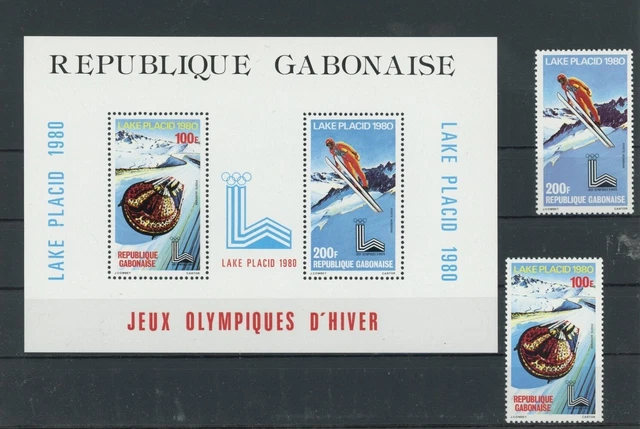 REPUBLIQUE GABONAISE
LAKE PLACID 1980
LAKE PLACID 1980
100F
REPUBLIQUE
GABONAISE
LAKE PLACID 1980
LAKE PLACID 1980
200F
REPUBLIQUE GABONAISE
LAKE PLACID 1980
JEUX OLYMPIQUES D'HIVER
LAKE PLACID 1980
200F
REPUBLIQUE GABONAISE
LAKE PLACID 1980
100F
REPUBLIQUE
GABONAISE